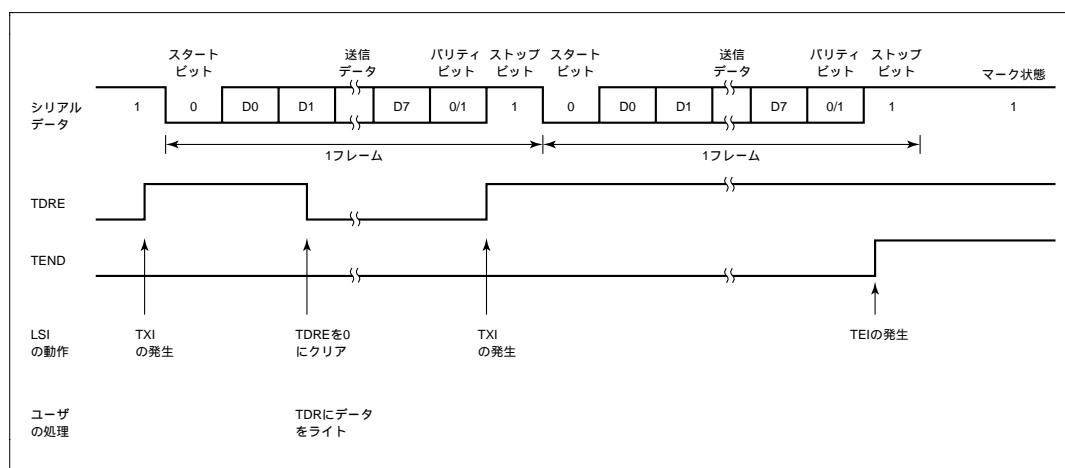 スタート
ビット
送信
データ
パリティ
ビット
ストップ
ビット
スタート
ビット
送信
データ
パリティ
ビット
ストップ
ビット
マーク状態
シリアル
データ
1 0 D0 D1 D7 0/1 1 0 D0 D1 D7 0/1 1 1
1フレーム 1フレーム
TDRE
TEND
LSI
の動作
TXI
の発生
TDREを0
にクリア
TXI
の発生
TEIの発生
ユーザ
の処理
TDRにデータ
をライト